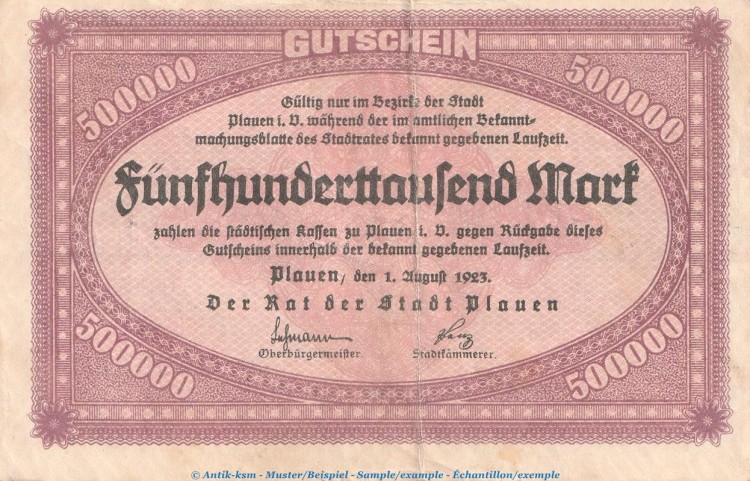 GUTSCHEIN
500000 500000
Gültig nur im Bezirke der Stadt
Plauen i. V. während der im amtlichen Bekannt-
machungsblatte des Stadtrates bekannt gegebenen Laufzeit.
Fünfhunderttausend Mark
zahlen die städtischen Kassen zu Plauen i. V. gegen Rückgabe dieses
Gutscheins innerhalb der bekannt gegebenen Laufzeit.
Plauen, den 1. August 1923.
Der Rat der Stadt Plauen
Lehmann
Oberbürgermeister. Stadtkämmerer.
500000 500000
© Antik-ksm - Muster/Beispiel - Sample/example - Échantillon/exemple